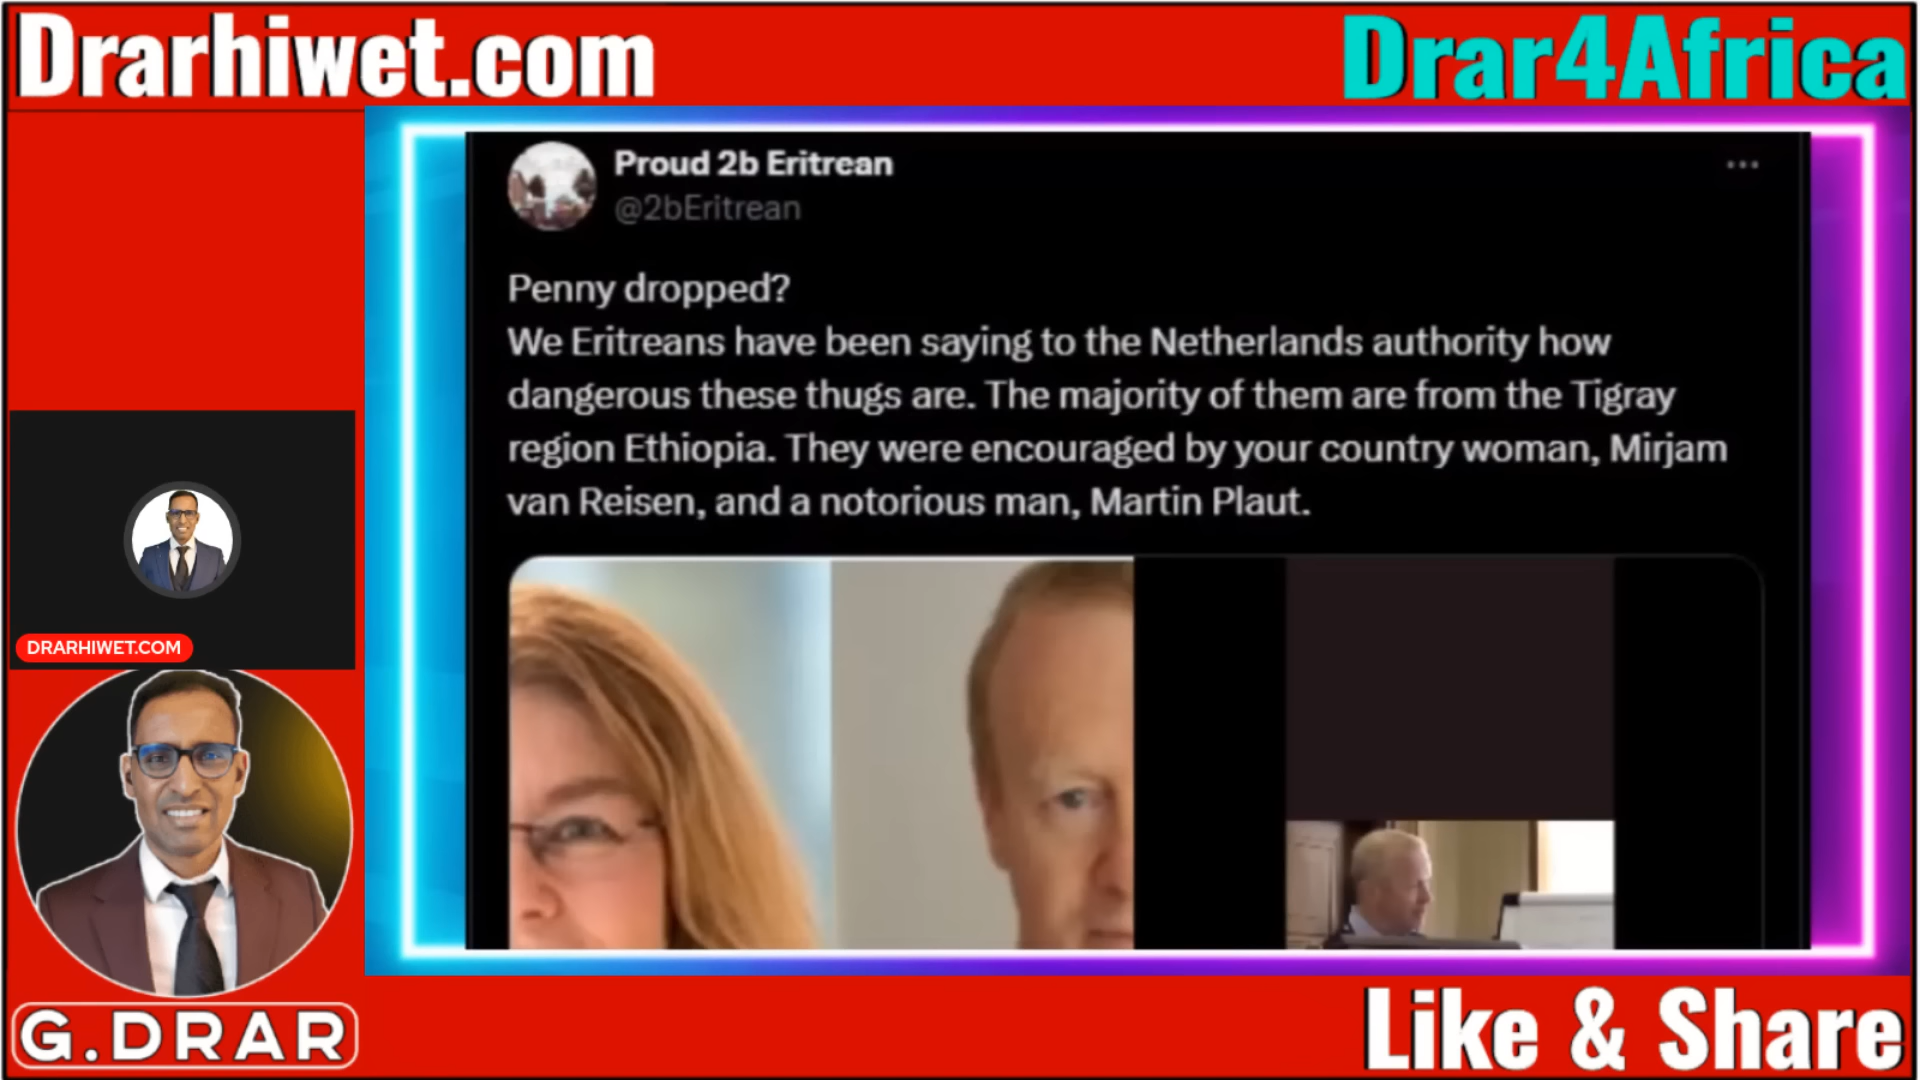 Drarhiwet.com
Drar4Africa
Proud 2b Eritrean
@2bEritrean
Penny dropped?
We Eritreans have been saying to the Netherlands authority how
dangerous these thugs are. The majority of them are from the Tigray
region Ethiopia. They were encouraged by your country woman, Mirjam
van Reisen, and a notorious man, Martin Plaut.
DRARHIWET.COM
G.DRAR
Like & Share